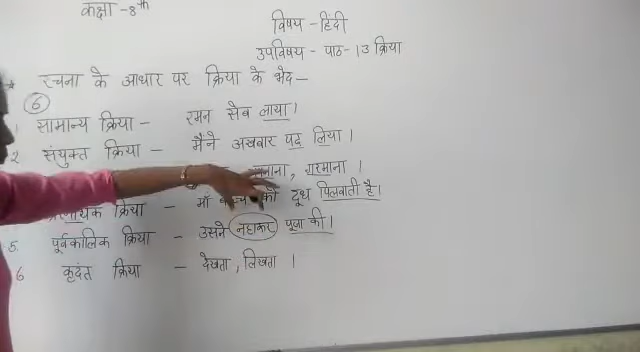 कक्षा - 8th
विषय - हिंदी
उपविषय - पाठ - 13 क्रिया
* रचना के आधार पर क्रिया के भेद -
6
1 सामान्य क्रिया - रमन सेब लाया।
2 संयुक्त क्रिया - मैंने अखबार पढ़ लिया।
गरमाना।
क्रिया - माँ को दूध पिलवाती है।
5. पूर्वकालिक क्रिया - उसने नहाकर पूजा की।
6 कृदंत क्रिया - देखता, लिखता।